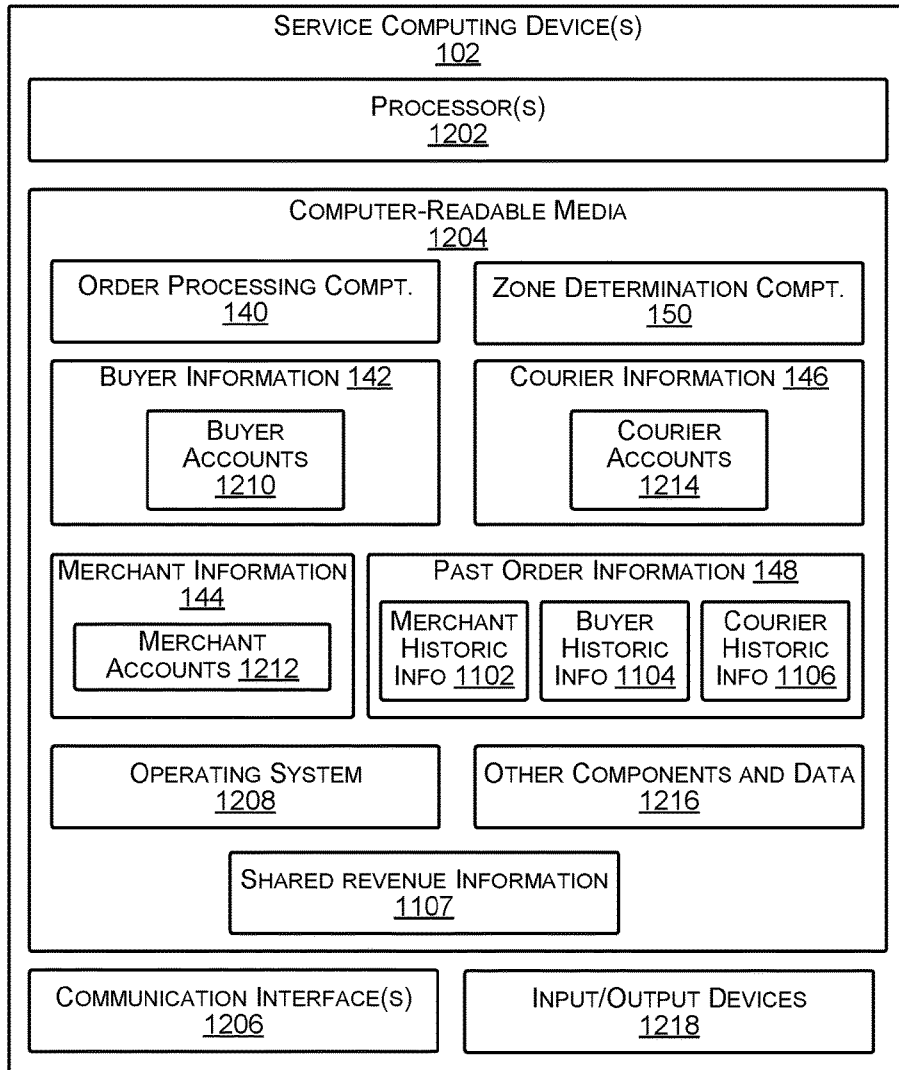 SERVICE COMPUTING DEVICE(S)
102
PROCESSOR(S)
1202
COMPUTER-READABLE MEDIA
1204
ORDER PROCESSING COMPT.
140
ZONE DETERMINATION COMPT.
150
BUYER INFORMATION 142
BUYER
ACCOUNTS
1210
COURIER INFORMATION 146
COURIER
ACCOUNTS
1214
MERCHANT INFORMATION
144
MERCHANT
ACCOUNTS 1212
PAST ORDER INFORMATION 148
MERCHANT
HISTORIC
INFO 1102
BUYER
HISTORIC
INFO 1104
COURIER
HISTORIC
INFO 1106
OPERATING SYSTEM
1208
OTHER COMPONENTS AND DATA
1216
SHARED REVENUE INFORMATION
1107
COMMUNICATION INTERFACE(S)
1206
INPUT/OUTPUT DEVICES
1218